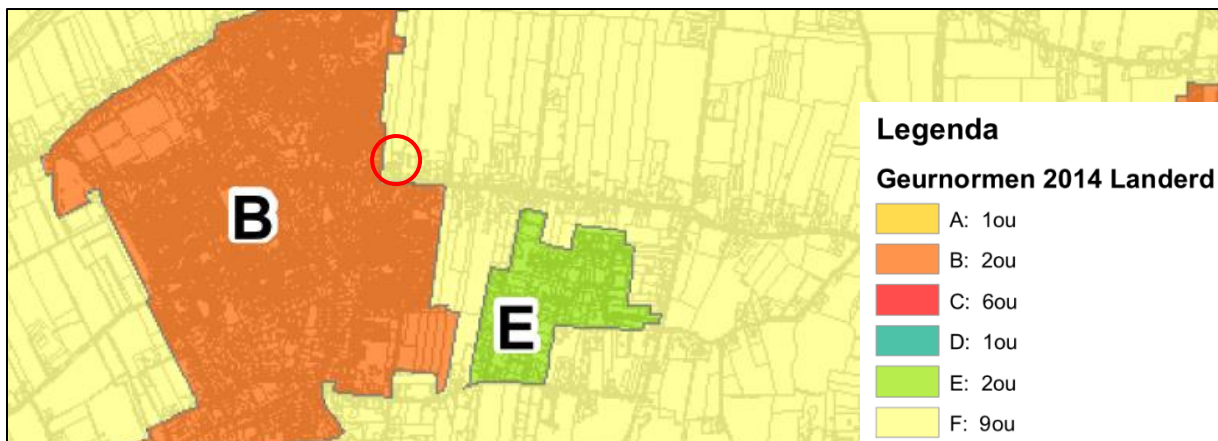 B
E
Legenda
Geurnormen 2014 Landerd
A: 1ou
B: 2ou
C: 6ou
D: 1ou
E: 2ou
F: 9ou